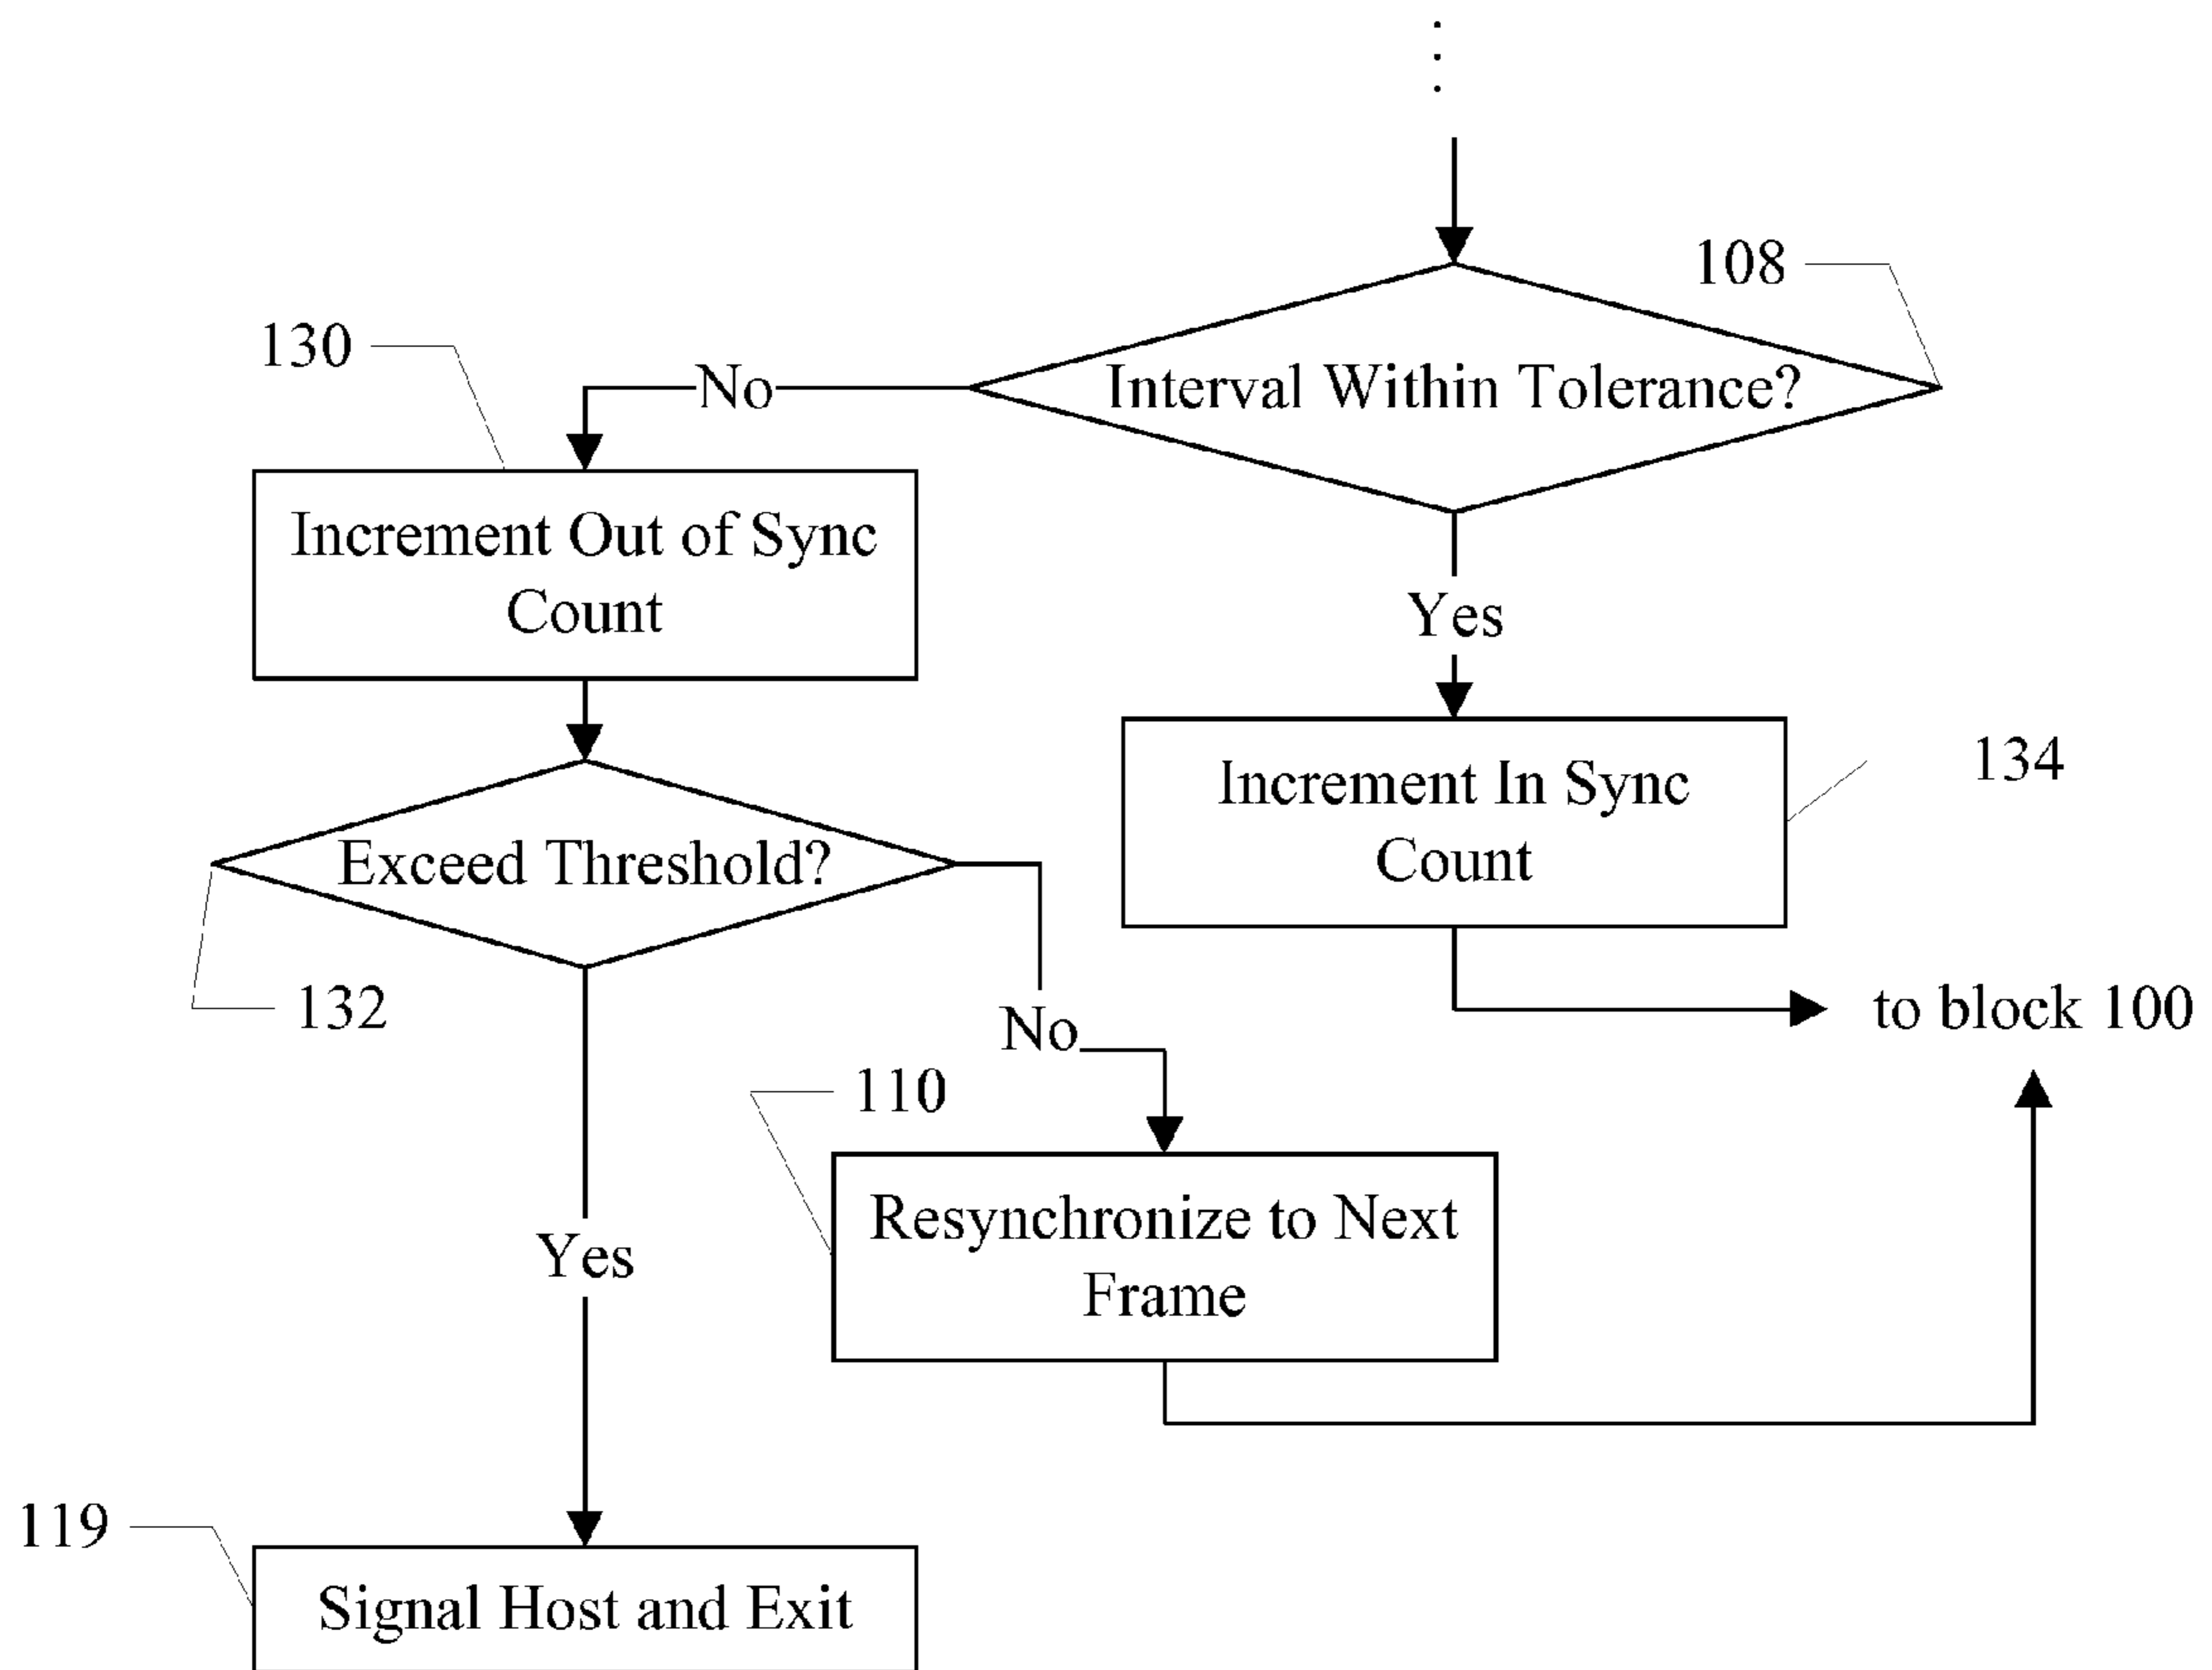 108
Interval Within Tolerance?
130
No
Increment Out of Sync
Count
Yes
Increment In Sync
Count
134
Exceed Threshold?
132
No
to block 100
110
Resynchronize to Next
Frame
Yes
119
Signal Host and Exit